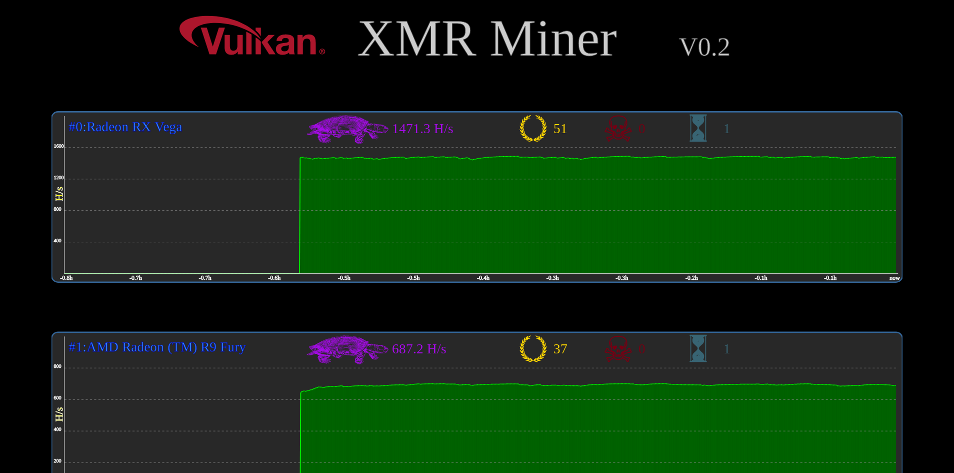 Vulkan® XMR Miner V0.2
#0:Radeon RX Vega 1471.3 H/s 51 1
1600
1200
H/s
800
400
-0.8h -0.7h -0.7h -0.6h -0.5h -0.5h -0.4h -0.3h -0.3h -0.2h -0.1h -0.1h now
#1:AMD Radeon (TM) R9 Fury 687.2 H/s 37 1
800
600
H/s
400
200